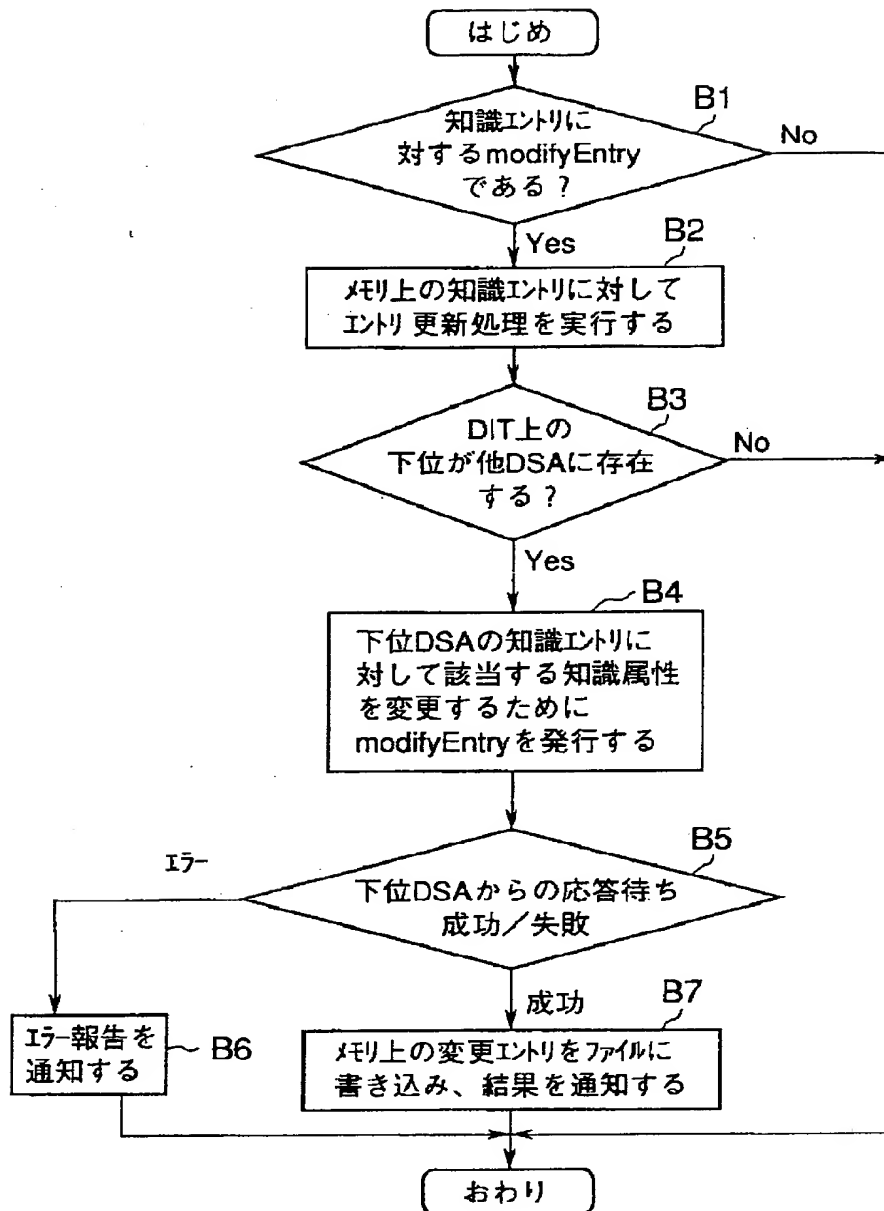 はじめ
B1
知識エントリに
対するmodifyEntry
である？
No
Yes
B2
メモリ上の知識エントリに対して
エントリ更新処理を実行する
B3
DIT上の
下位が他DSAに存在
する？
No
Yes
B4
下位DSAの知識エントリに
対して該当する知識属性
を変更するために
modifyEntryを発行する
エラー
B5
下位DSAからの応答待ち
成功／失敗
成功
B7
エラー報告を
通知する
B6
メモリ上の変更エントリをファイルに
書き込み、結果を通知する
おわり